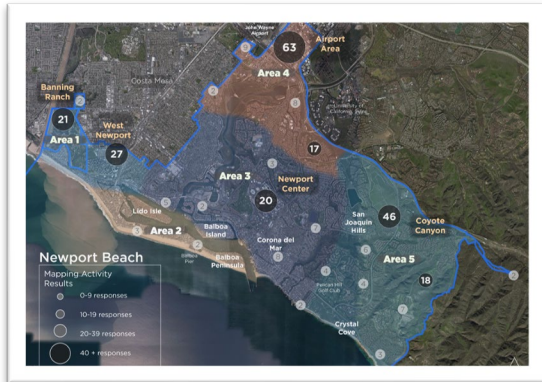 John Wayne
Airport
Airport
Area
63
Area 4
Costa Mesa
Banning
Ranch
21
Area 1
West
Newport
27
17
Area 3
Newport
Center
20
Lido Isle
Balboa
Island
Area 2
Balboa
Peninsula
Corona del
Mar
San
Joaquin
Hills
46
Coyote
Canyon
Area 5
18
Crystal
Cove
Newport Beach
Mapping Activity
Results
0-9 responses
10-19 responses
20-39 responses
40 + responses